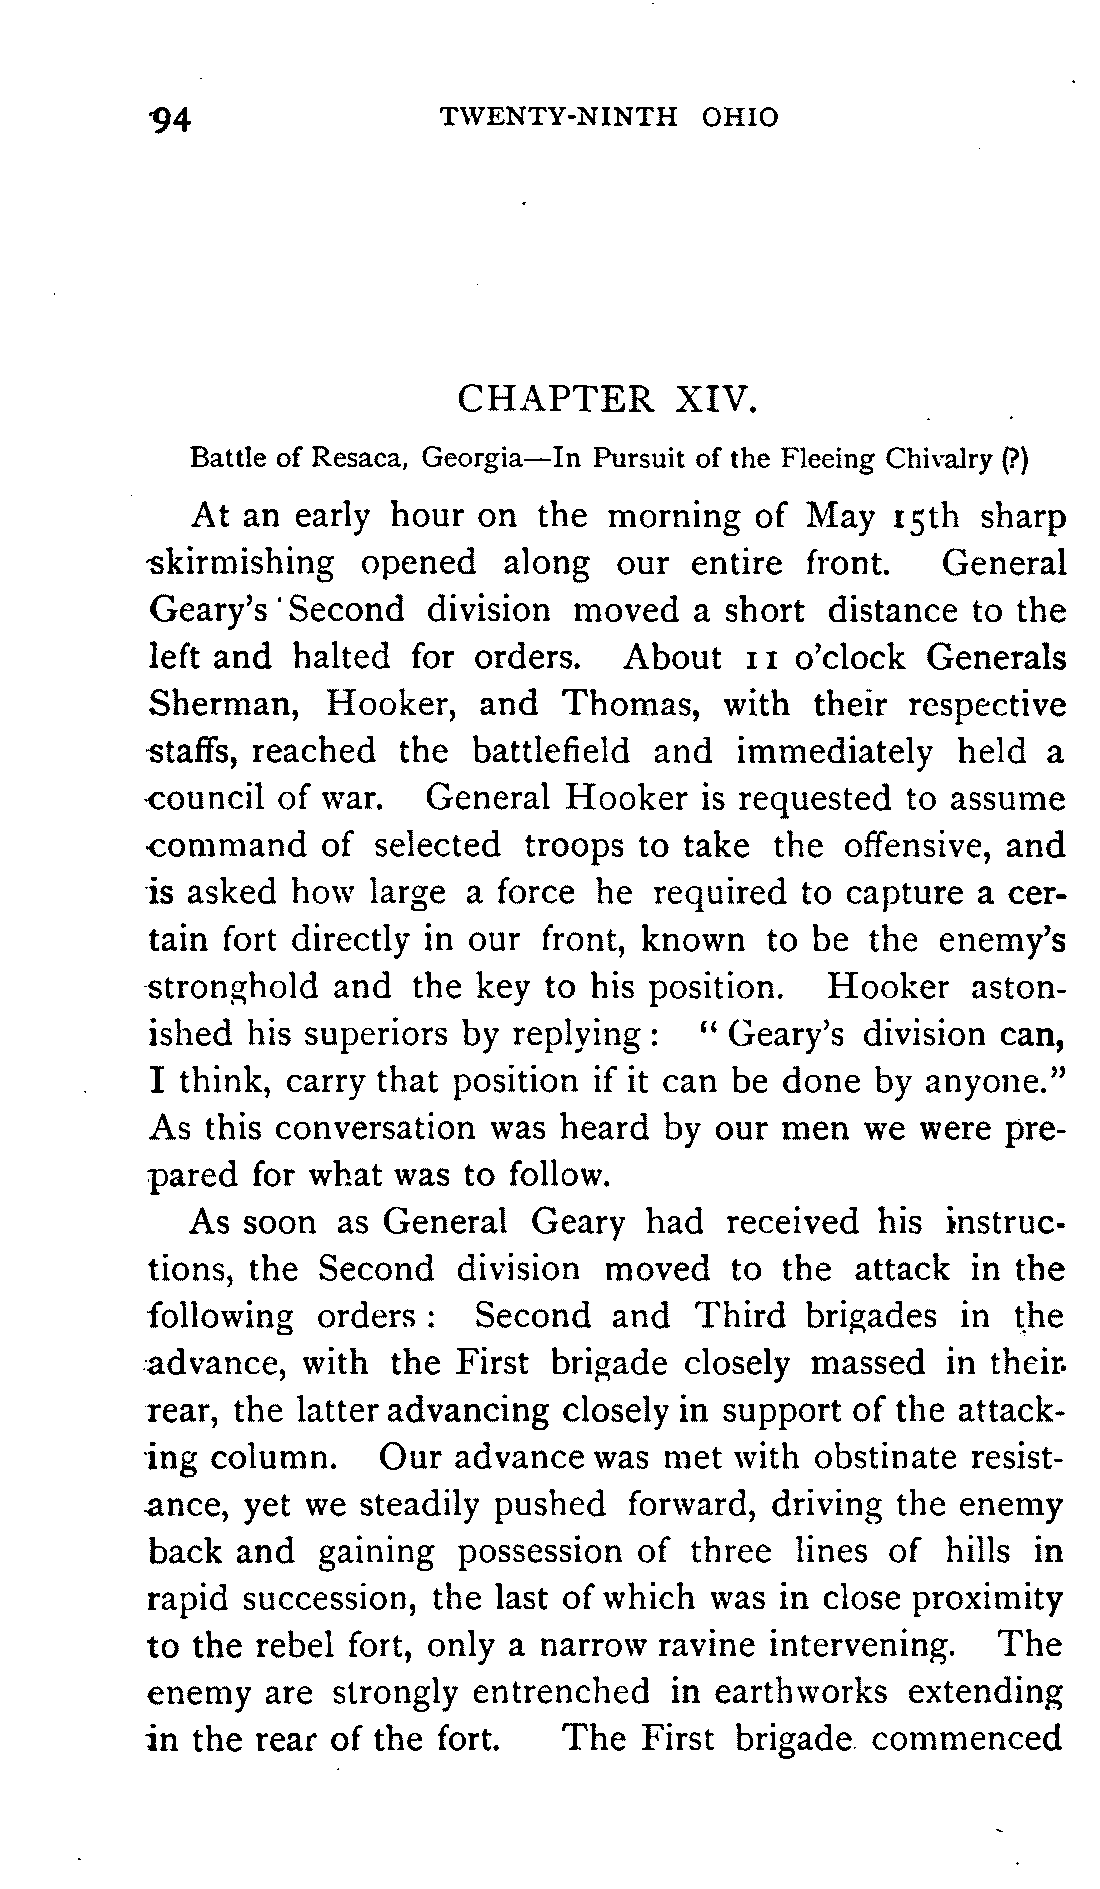 94 TWENTY-NINTH OHIO
CHAPTER XIV.
Battle of Resaca, Georgia—In Pursuit of the Fleeing Chivalry (?)
At an early hour on the morning of May 15th sharp
skirmishing opened along our entire front. General
Geary's Second division moved a short distance to the
left and halted for orders. About 11 o'clock Generals
Sherman, Hooker, and Thomas, with their respective
staffs, reached the battlefield and immediately held a
council of war. General Hooker is requested to assume
command of selected troops to take the offensive, and
is asked how large a force he required to capture a cer-
tain fort directly in our front, known to be the enemy's
stronghold and the key to his position. Hooker aston-
ished his superiors by replying: "Geary's division can,
I think, carry that position if it can be done by anyone."
As this conversation was heard by our men we were pre-
pared for what was to follow.
As soon as General Geary had received his instruc-
tions, the Second division moved to the attack in the
following orders: Second and Third brigades in the
advance, with the First brigade closely massed in their
rear, the latter advancing closely in support of the attack-
ing column. Our advance was met with obstinate resist-
ance, yet we steadily pushed forward, driving the enemy
back and gaining possession of three lines of hills in
rapid succession, the last of which was in close proximity
to the rebel fort, only a narrow ravine intervening. The
enemy are strongly entrenched in earthworks extending
in the rear of the fort. The First brigade commenced